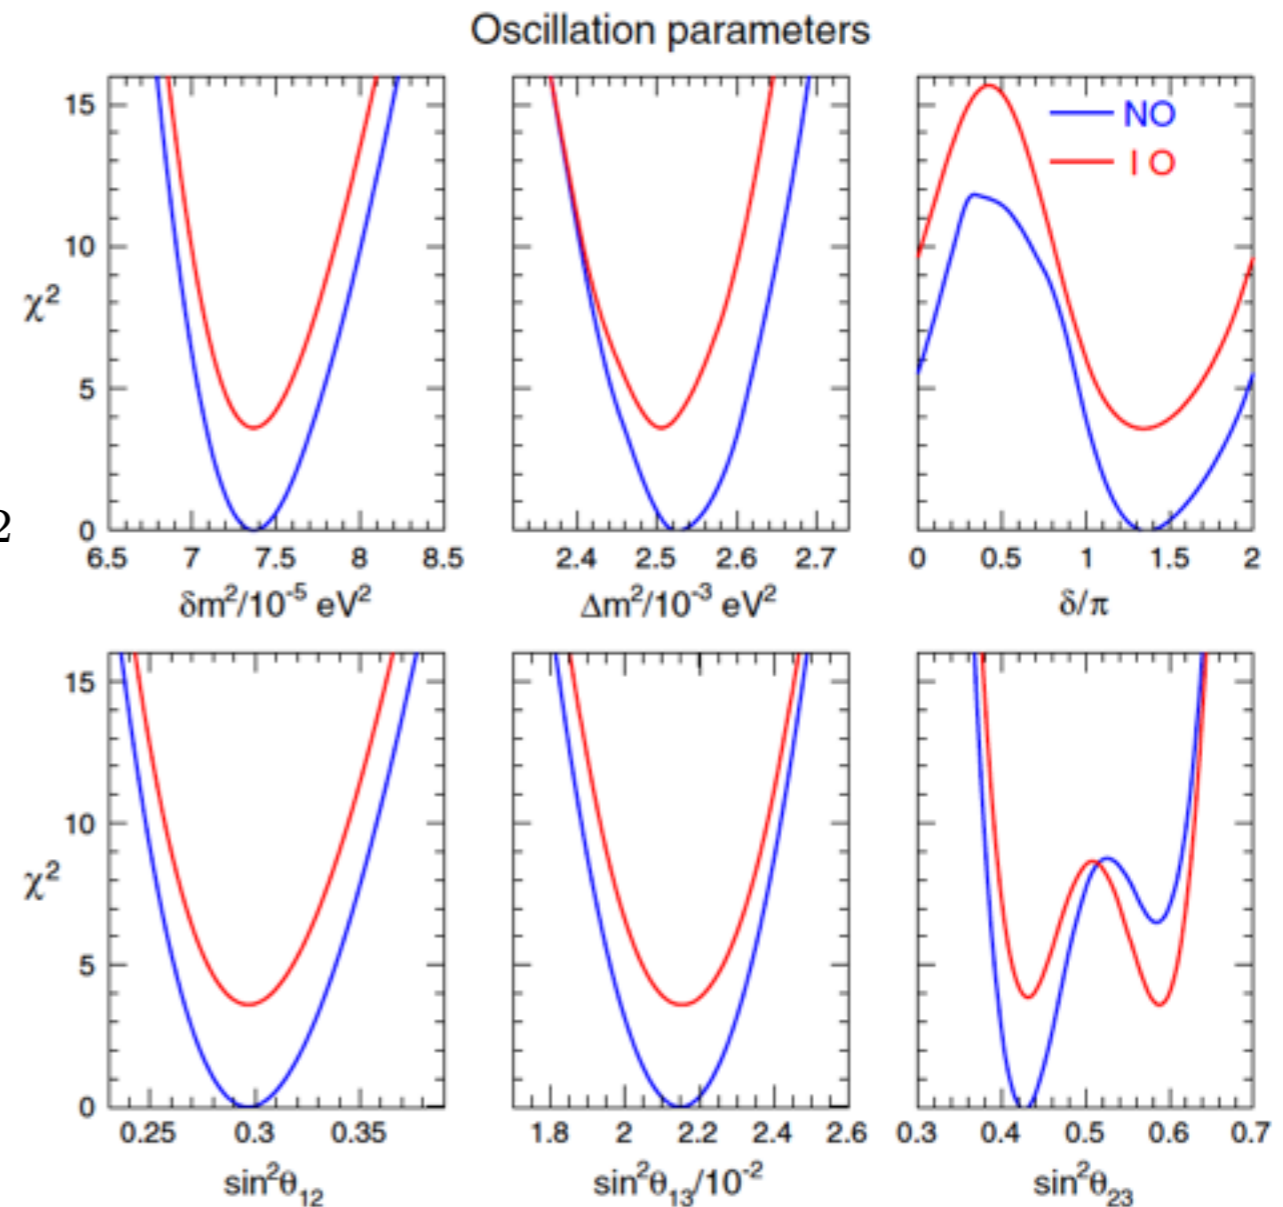 Oscillation parameters
15
10
5
0
χ²
2
NO
I O
6.5 7 7.5 8 8.5
2.4 2.5 2.6 2.7
0 0.5 1 1.5 2
δm²/10⁻⁵ eV²
Δm²/10⁻³ eV²
δ/π
15
10
5
0
χ²
0.25 0.3 0.35
1.8 2 2.2 2.4 2.6
0.3 0.4 0.5 0.6 0.7
sin²θ₁₂
sin²θ₁₃/10⁻²
sin²θ₂₃